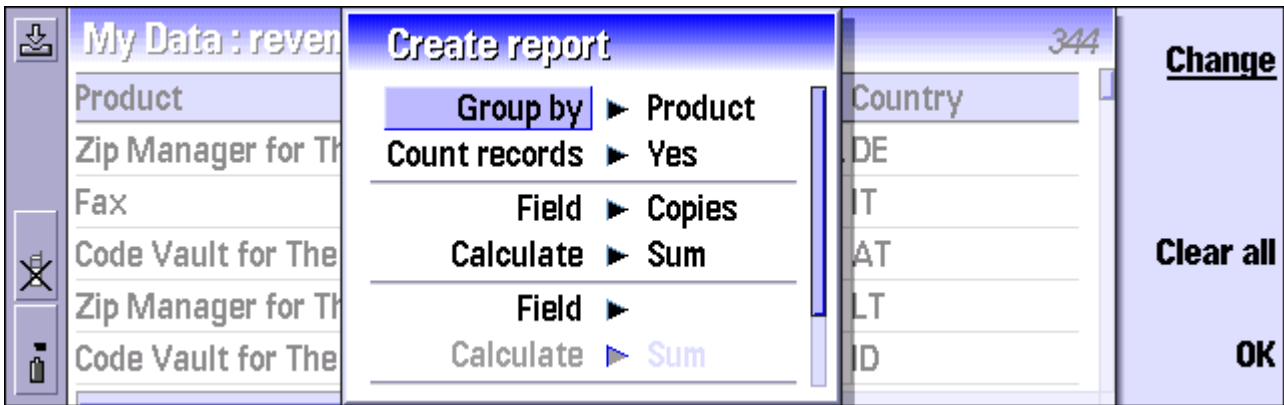 My Data : reven
344
Create report
Change
Product
Country
Group by Product
Zip Manager for Th
DE
Count records Yes
Fax
IT
Field Copies
Code Vault for The
AT
Calculate Sum
Clear all
Zip Manager for Th
LT
Field
Code Vault for The
ID
Calculate Sum
OK